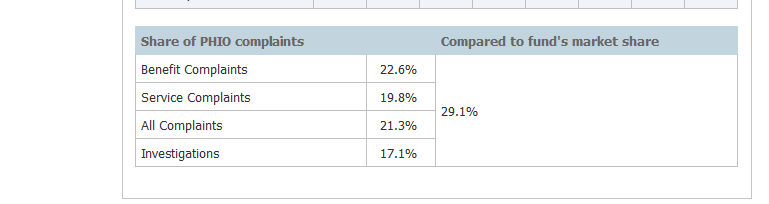 Share of PHIO complaints Compared to fund's market share
Benefit Complaints 22.6%
Service Complaints 19.8%
29.1%
All Complaints 21.3%
Investigations 17.1%